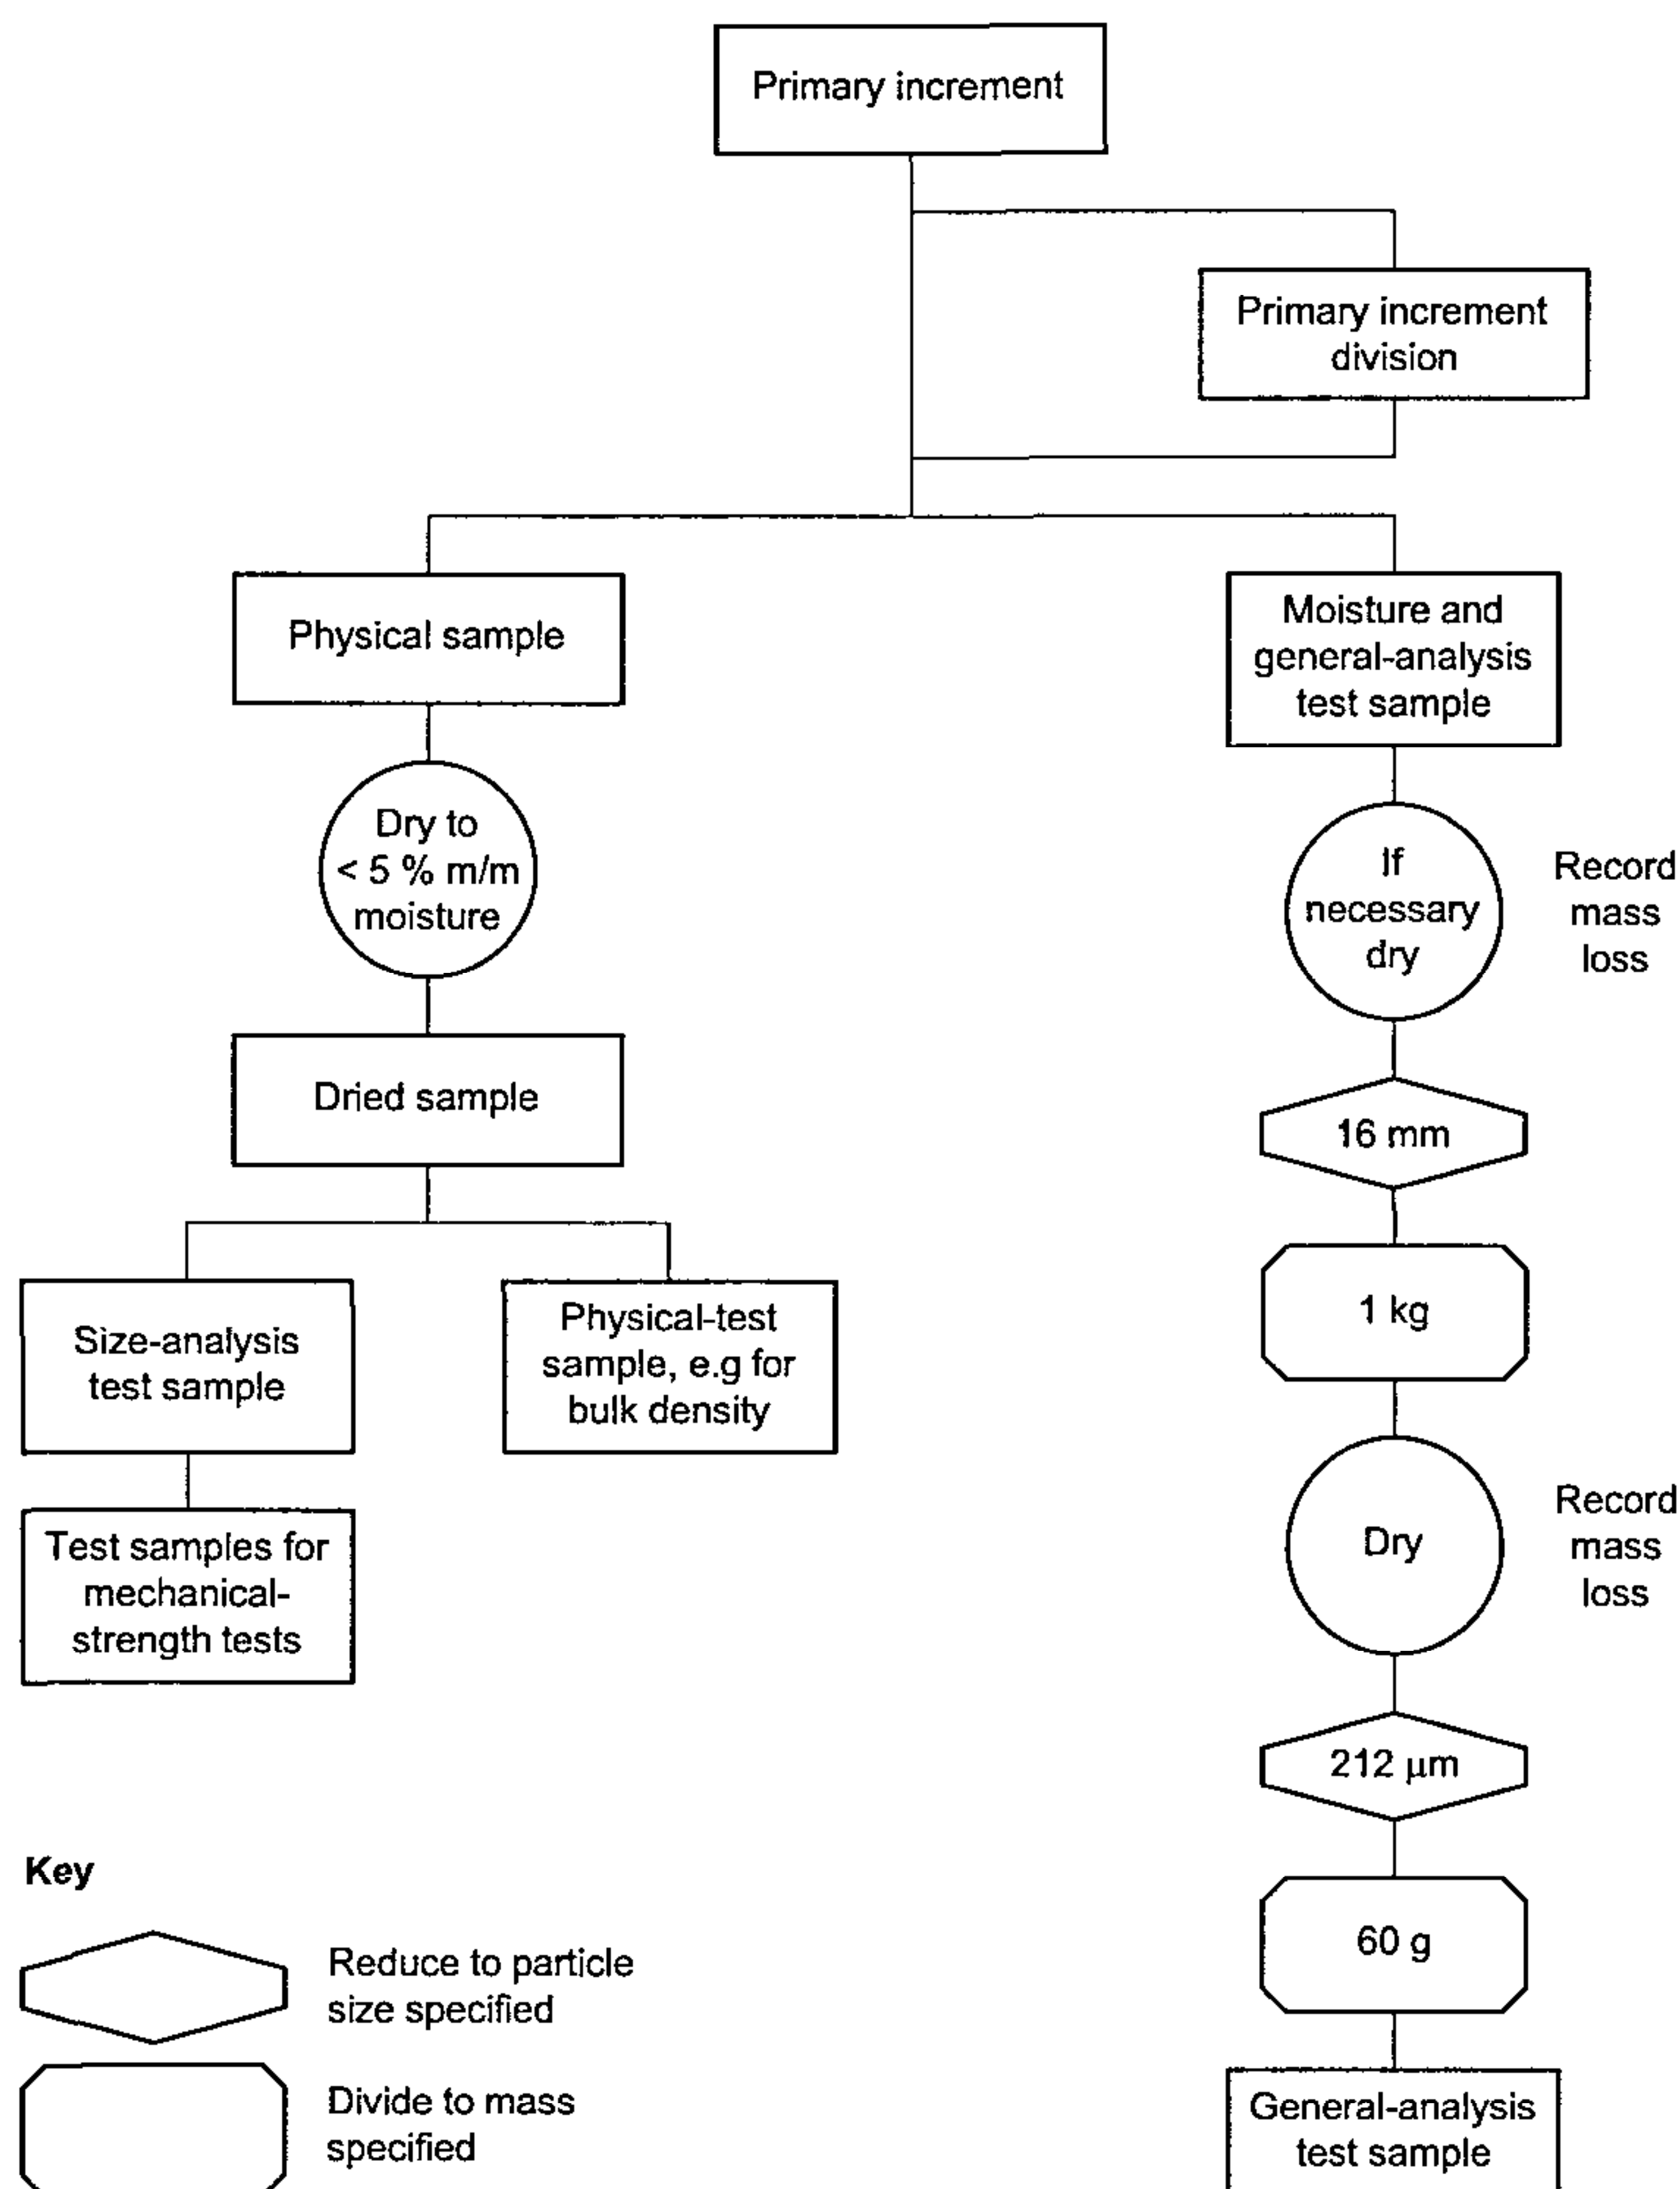 Primary increment
Primary increment
division
Physical sample
Moisture and
general-analysis
test sample
Dry to
< 5 % m/m
moisture
If
necessary
dry
Record
mass
loss
Dried sample
16 mm
1 kg
Size-analysis
test sample
Physical-test
sample, e.g for
bulk density
Test samples for
mechanical-
strength tests
Dry
Record
mass
loss
212 μm
60 g
General-analysis
test sample
Key
Reduce to particle
size specified
Divide to mass
specified